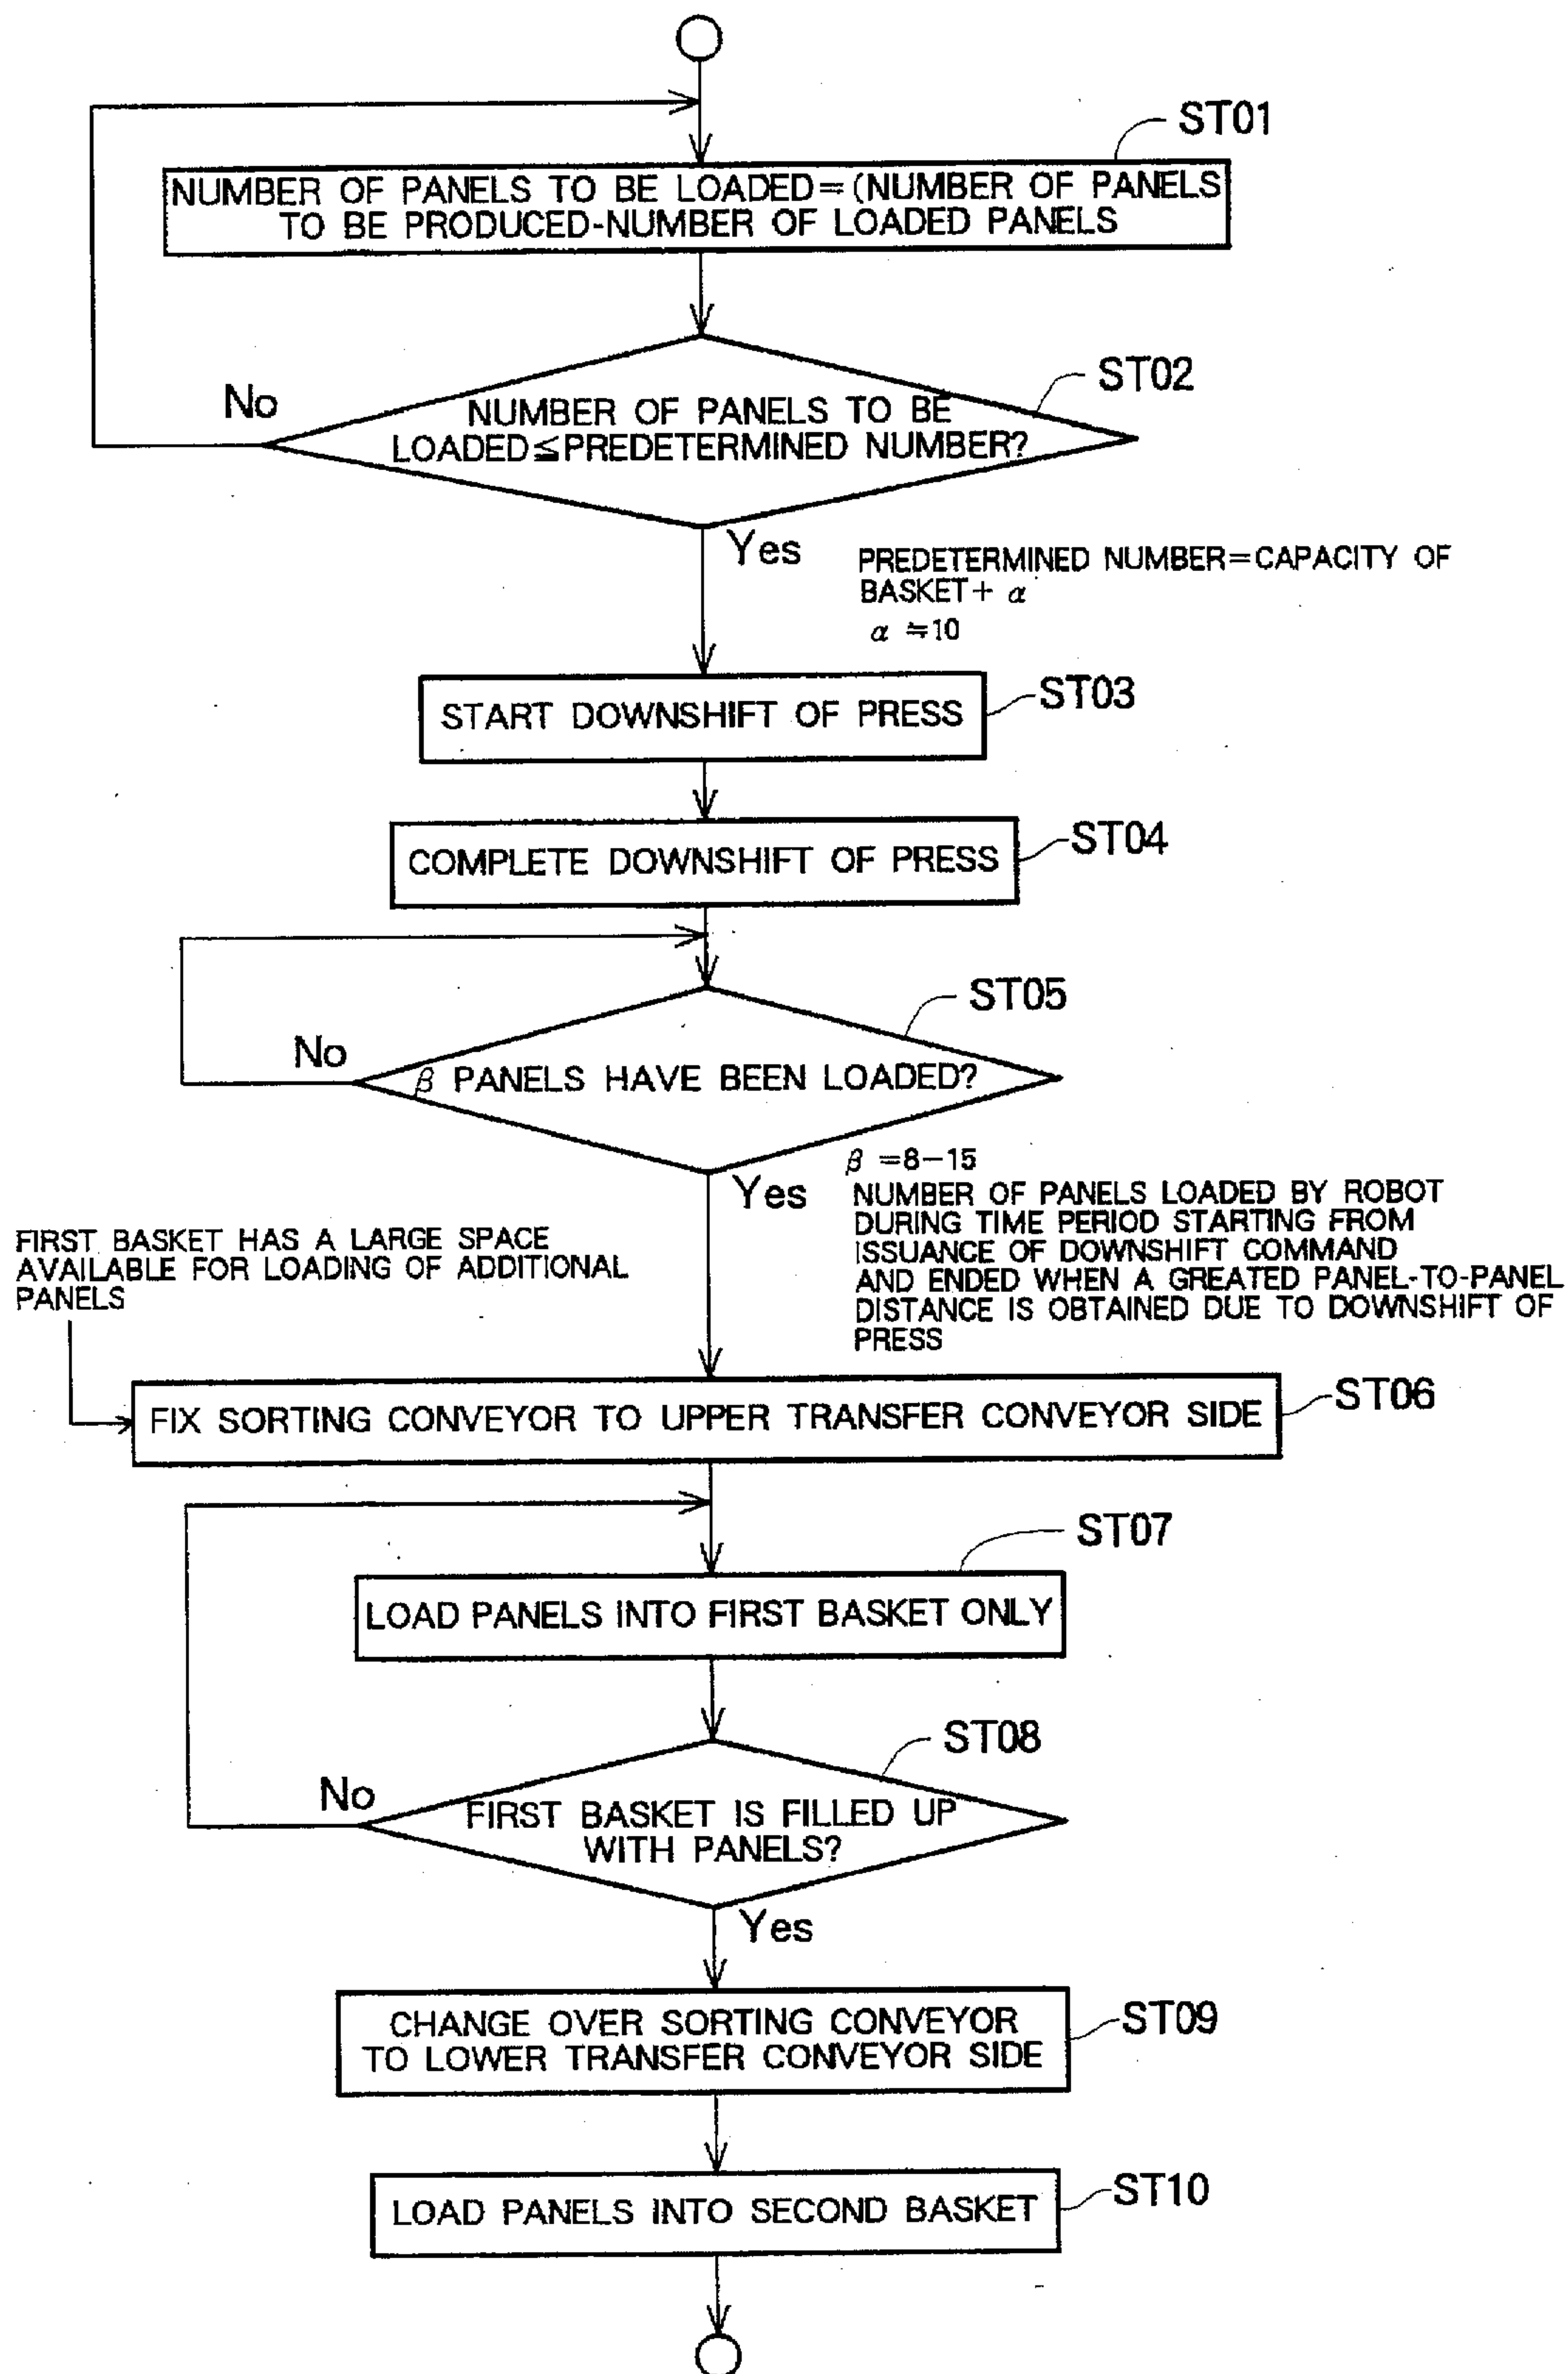 ST01
NUMBER OF PANELS TO BE LOADED=(NUMBER OF PANELS
TO BE PRODUCED-NUMBER OF LOADED PANELS
ST02
No
NUMBER OF PANELS TO BE
LOADED≦PREDETERMINED NUMBER?
Yes
PREDETERMINED NUMBER=CAPACITY OF
BASKET+ α
α ≒10
START DOWNSHIFT OF PRESS
ST03
COMPLETE DOWNSHIFT OF PRESS
ST04
ST05
No
β PANELS HAVE BEEN LOADED?
Yes
β =8-15
NUMBER OF PANELS LOADED BY ROBOT
DURING TIME PERIOD STARTING FROM
ISSUANCE OF DOWNSHIFT COMMAND
AND ENDED WHEN A GREATED PANEL-TO-PANEL
DISTANCE IS OBTAINED DUE TO DOWNSHIFT OF
PRESS
FIRST BASKET HAS A LARGE SPACE
AVAILABLE FOR LOADING OF ADDITIONAL
PANELS
FIX SORTING CONVEYOR TO UPPER TRANSFER CONVEYOR SIDE
ST06
ST07
LOAD PANELS INTO FIRST BASKET ONLY
ST08
No
FIRST BASKET IS FILLED UP
WITH PANELS?
Yes
CHANGE OVER SORTING CONVEYOR
TO LOWER TRANSFER CONVEYOR SIDE
ST09
LOAD PANELS INTO SECOND BASKET
ST10